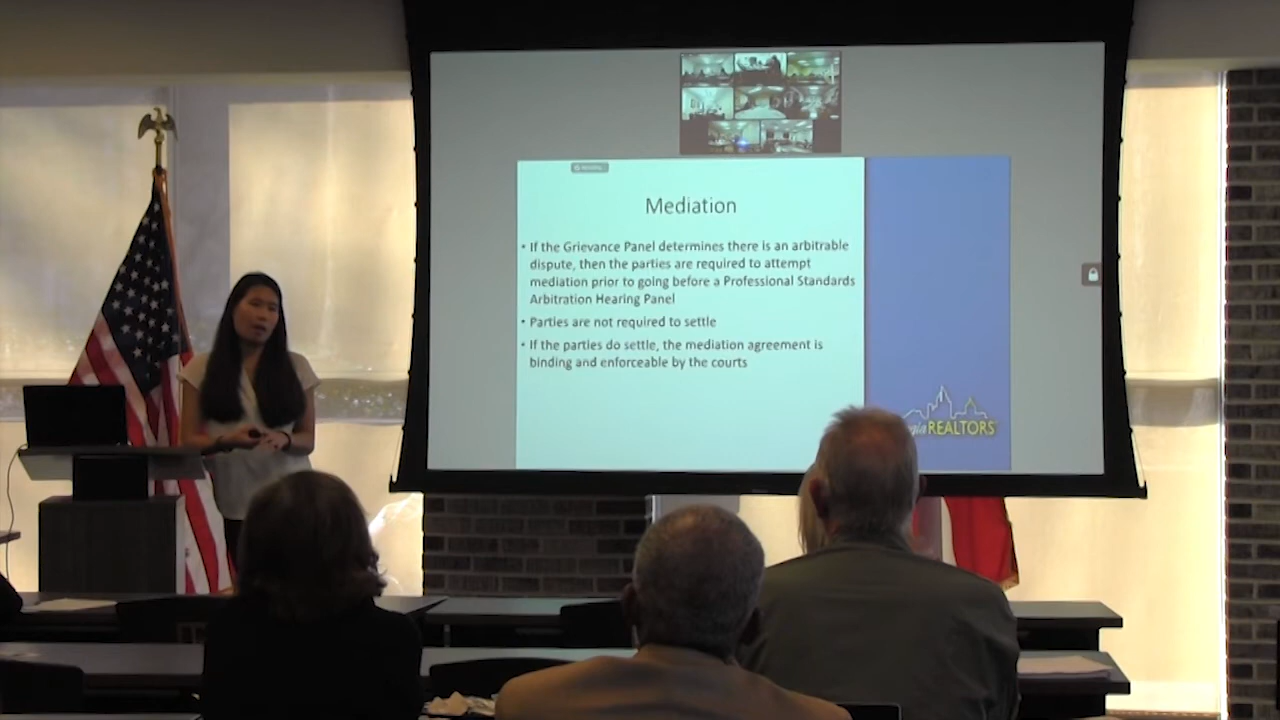 Mediation
• If the Grievance Panel determines there is an arbitrable
dispute, then the parties are required to attempt
mediation prior to going before a Professional Standards
Arbitration Hearing Panel
• Parties are not required to settle
• If the parties do settle, the mediation agreement is
binding and enforceable by the courts
REALTORS